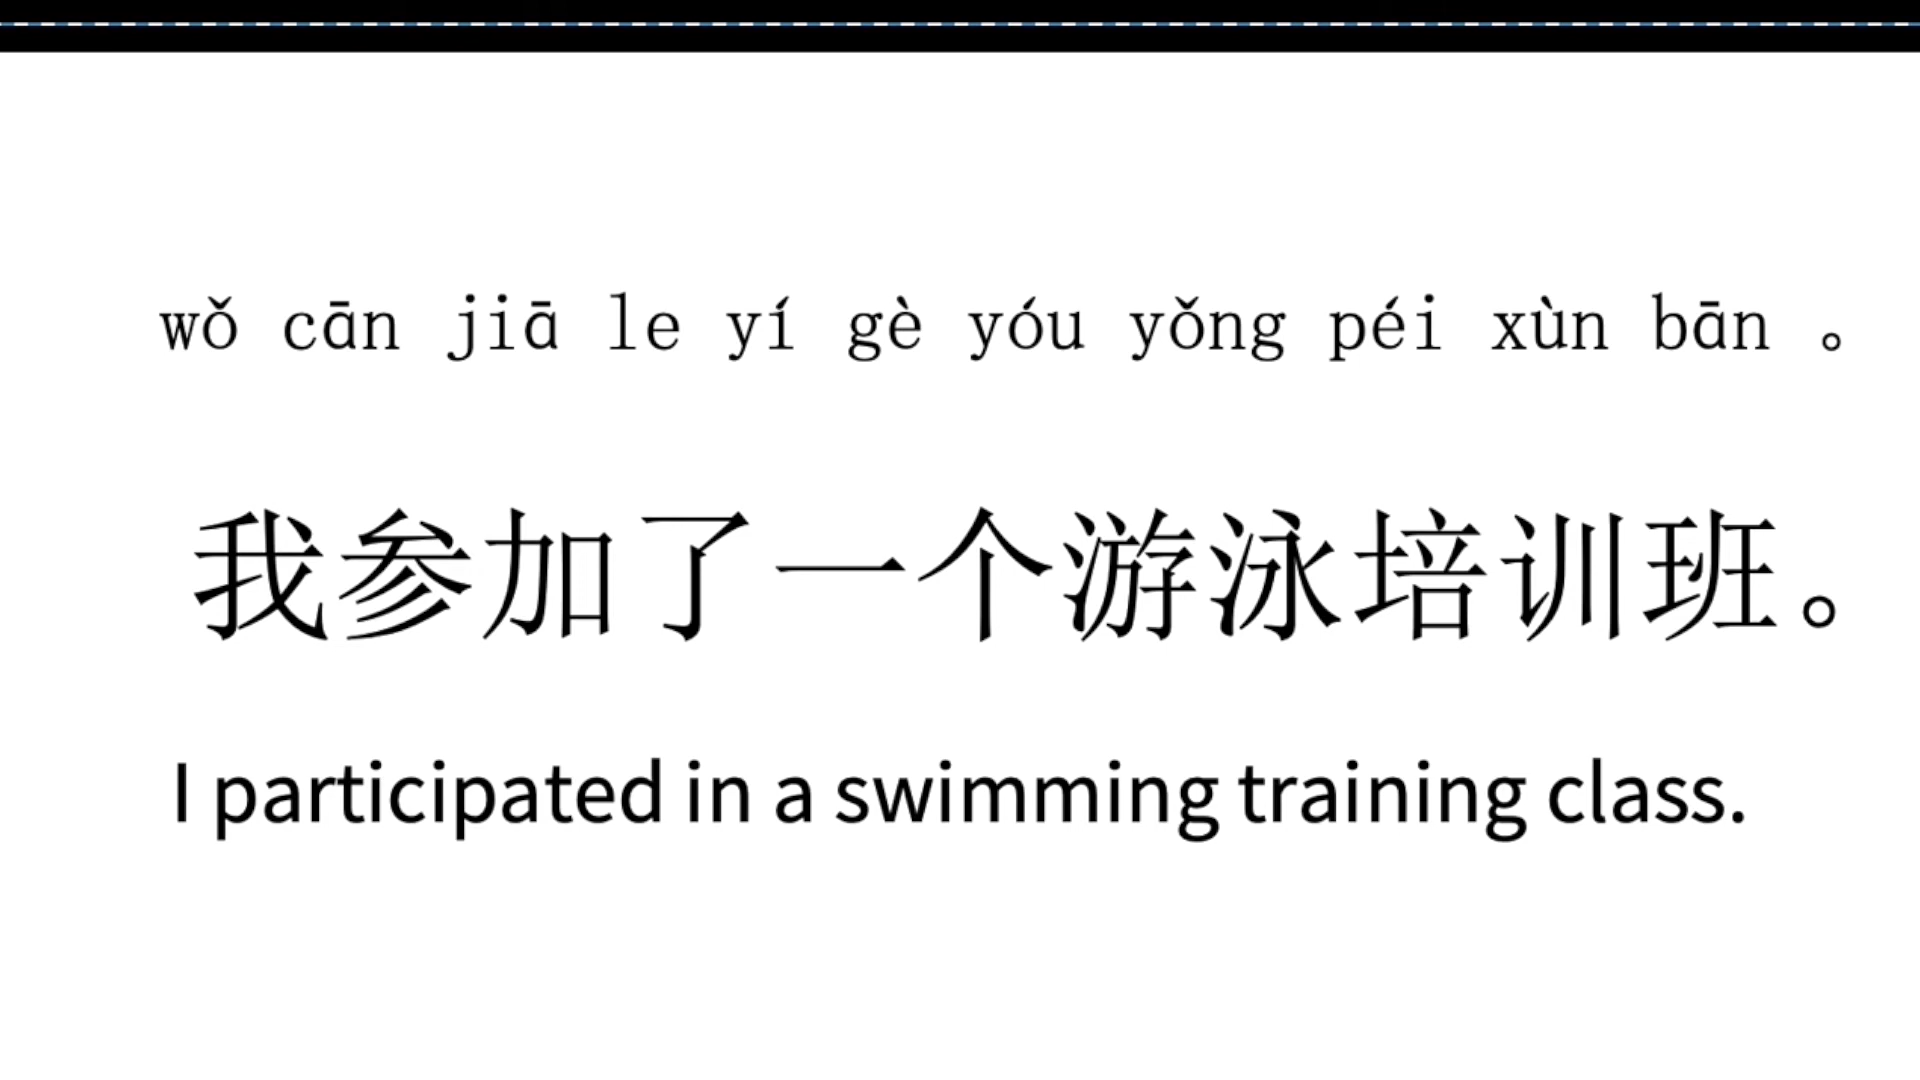 wǒ cān jiā le yí gè yóu yǒng péi xùn bān 。
我参加了一个游泳培训班。
I participated in a swimming training class.